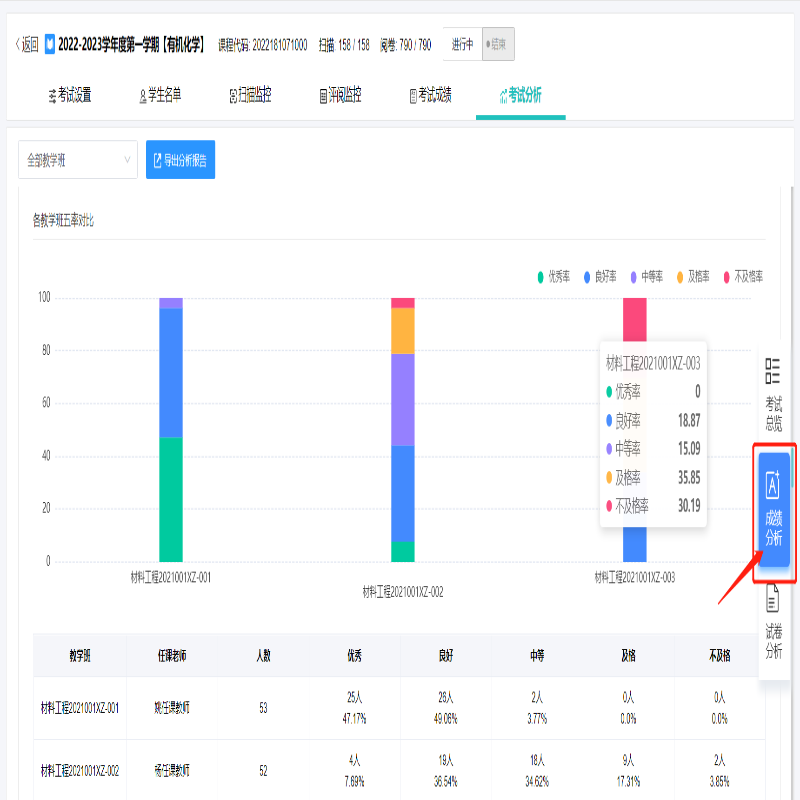 返回 2022-2023学年度第一学期【有机化学】 课程代码: 2022181071000 扫描: 158 / 158 阅卷: 790 / 790 进行中 结束
考试设置 学生名单 扫描监控 评阅监控 考试成绩 考试分析
全部教学班 导出分析报告
各教学班五率对比
优秀率 良好率 中等率 及格率 不及格率
100
80
60
40
20
0
材料工程2021001XZ-001
材料工程2021001XZ-002
材料工程2021001XZ-003
材料工程2021001XZ-003
优秀率 0
良好率 18.87
中等率 15.09
及格率 35.85
不及格率 30.19
考试
总览
成绩
分析
试卷
分析
教学班 任课老师 人数 优秀 良好 中等 及格 不及格
材料工程2021001XZ-001 姚任课教师 53 25人 26人 2人 0人 0人
47.17% 49.06% 3.77% 0.0% 0.0%
材料工程2021001XZ-002 杨任课教师 52 4人 19人 18人 9人 2人
7.69% 36.54% 34.62% 17.31% 3.85%